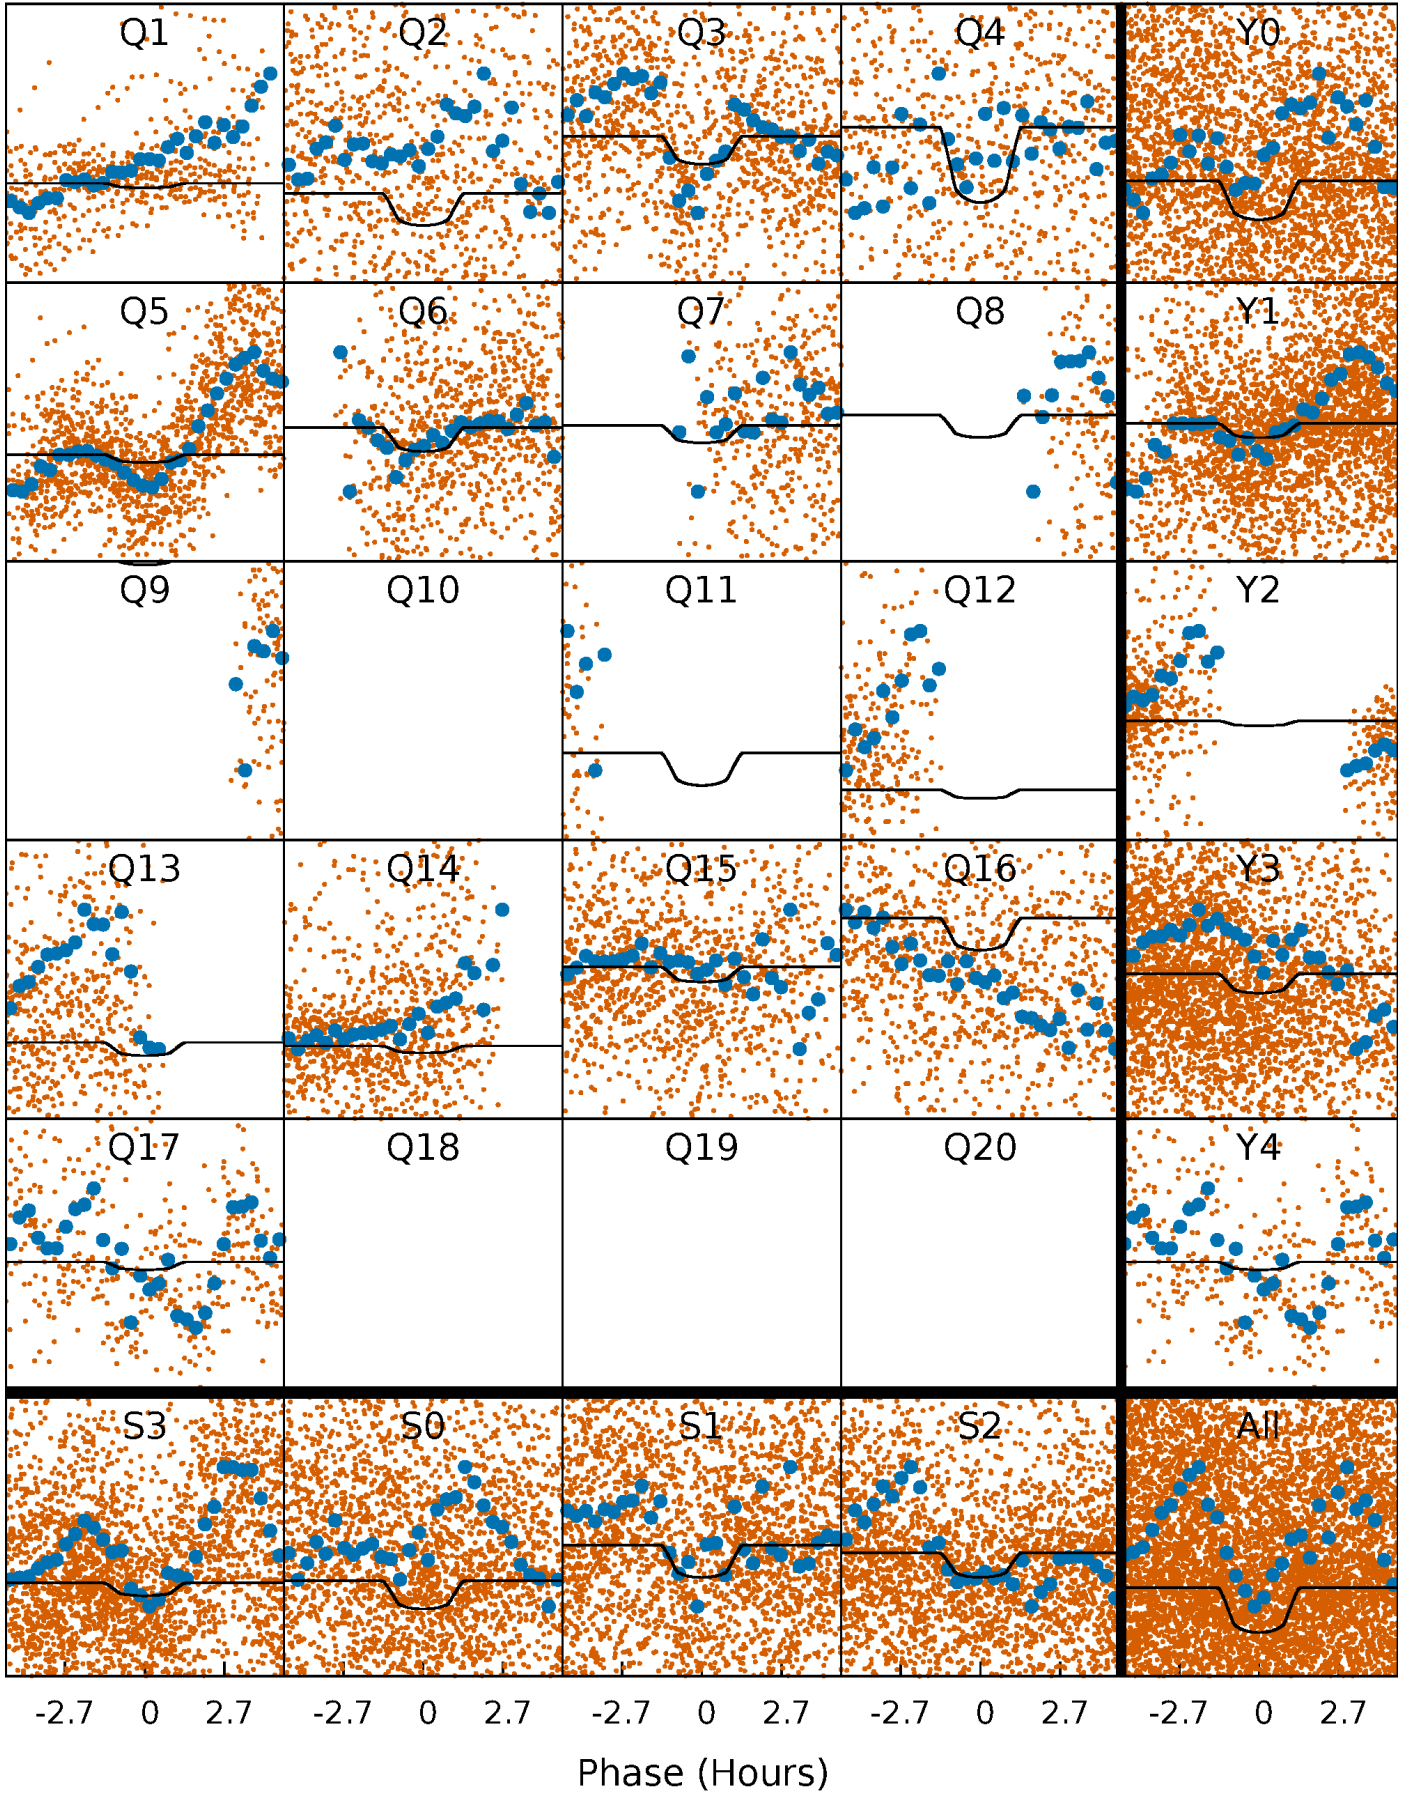 Q1 Q2 Q3 Q4 Y0
Q5 Q6 Q7 Q8 Y1
Q9 Q10 Q11 Q12 Y2
Q13 Q14 Q15 Q16 Y3
Q17 Q18 Q19 Q20 Y4
S3 S0 S1 S2 All
-2.7 0 2.7 -2.7 0 2.7 -2.7 0 2.7 -2.7 0 2.7 -2.7 0 2.7
Phase (Hours)